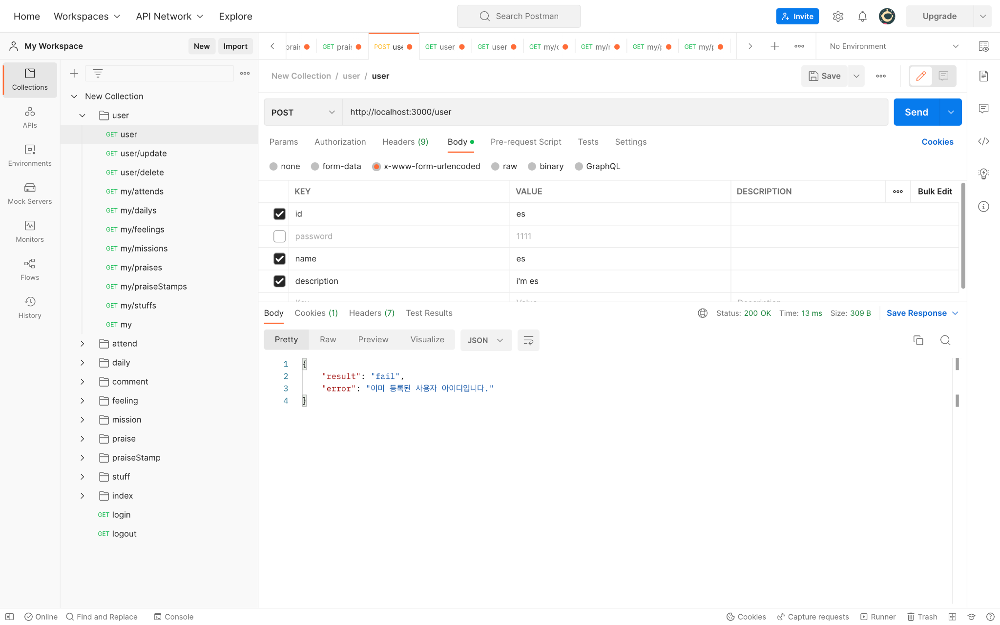 Home Workspaces API Network Explore Search Postman Invite Upgrade
My Workspace New Import
GET POST GET user GET user GET GET GET GET No Environment
Collections
APIs
Environments
Mock Servers
Monitors
Flows
History
New Collection
user
GET user
GET user/update
GET user/delete
GET my/attends
GET my/dailys
GET my/feelings
GET my/missions
GET my/praises
GET my/praiseStamps
GET my/stuffs
GET my
attend
daily
comment
feeling
mission
praise
praiseStamp
stuff
index
GET login
GET logout
New Collection / user / user Save
POST http://localhost:3000/user Send
Params Authorization Headers (9) Body Pre-request Script Tests Settings Cookies
none form-data x-www-form-urlencoded raw binary GraphQL
KEY VALUE DESCRIPTION Bulk Edit
id es
password 1111
name es
description i'm es
Body Cookies (1) Headers (7) Test Results Status: 200 OK Time: 13 ms Size: 309 B Save Response
Pretty Raw Preview Visualize JSON
1 {
2 "result": "fail",
3 "error": "이미 등록된 사용자 아이디입니다."
4 }
Online Find and Replace Console Cookies Capture requests Runner Trash